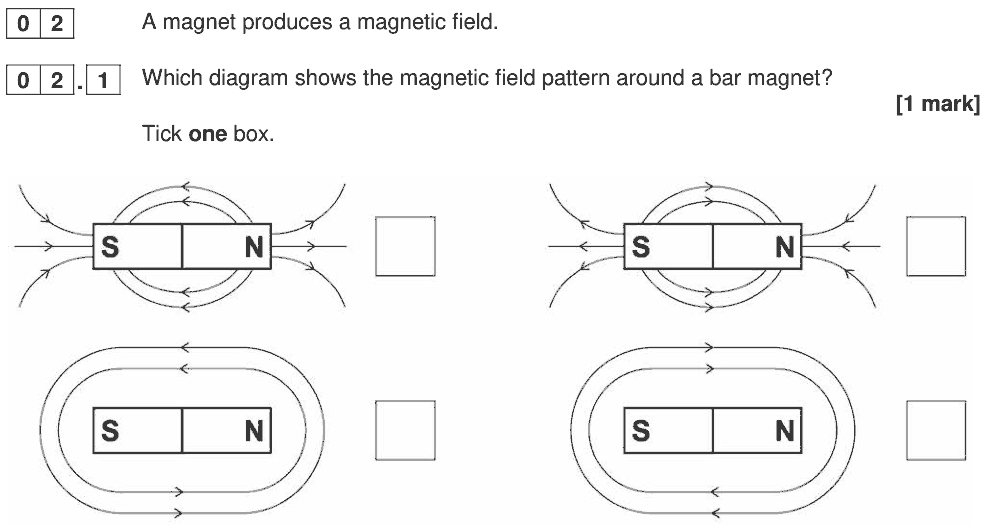 0 2 A magnet produces a magnetic field.
0 2 . 1 Which diagram shows the magnetic field pattern around a bar magnet?
[1 mark]
Tick one box.
S N S N
S N S N